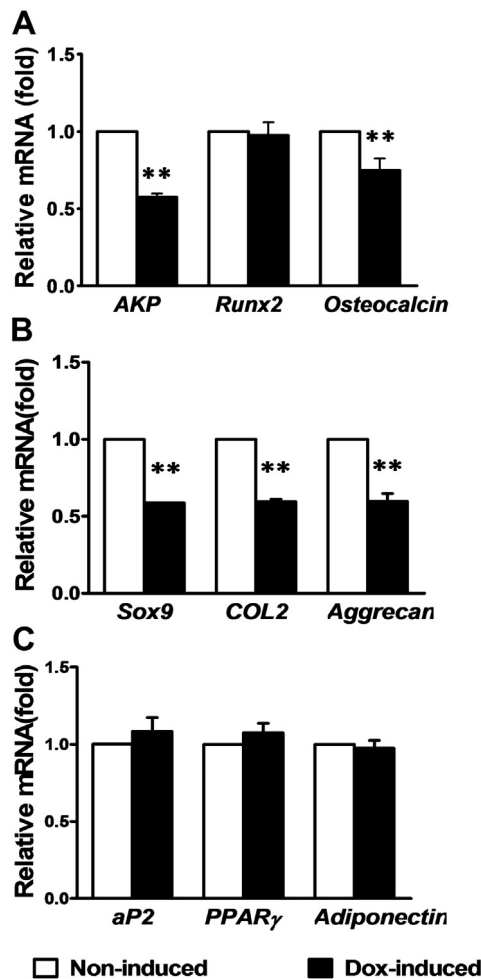 A
Relative mRNA (fold)
1.5
1.0
0.5
0.0
**
**
AKP Runx2 Osteocalcin
B
Relative mRNA(fold)
1.5
1.0
0.5
0.0
** ** **
Sox9 COL2 Aggrecan
C
Relative mRNA(fold)
1.5
1.0
0.5
0.0
aP2 PPARγ Adiponectin
Non-induced Dox-induced